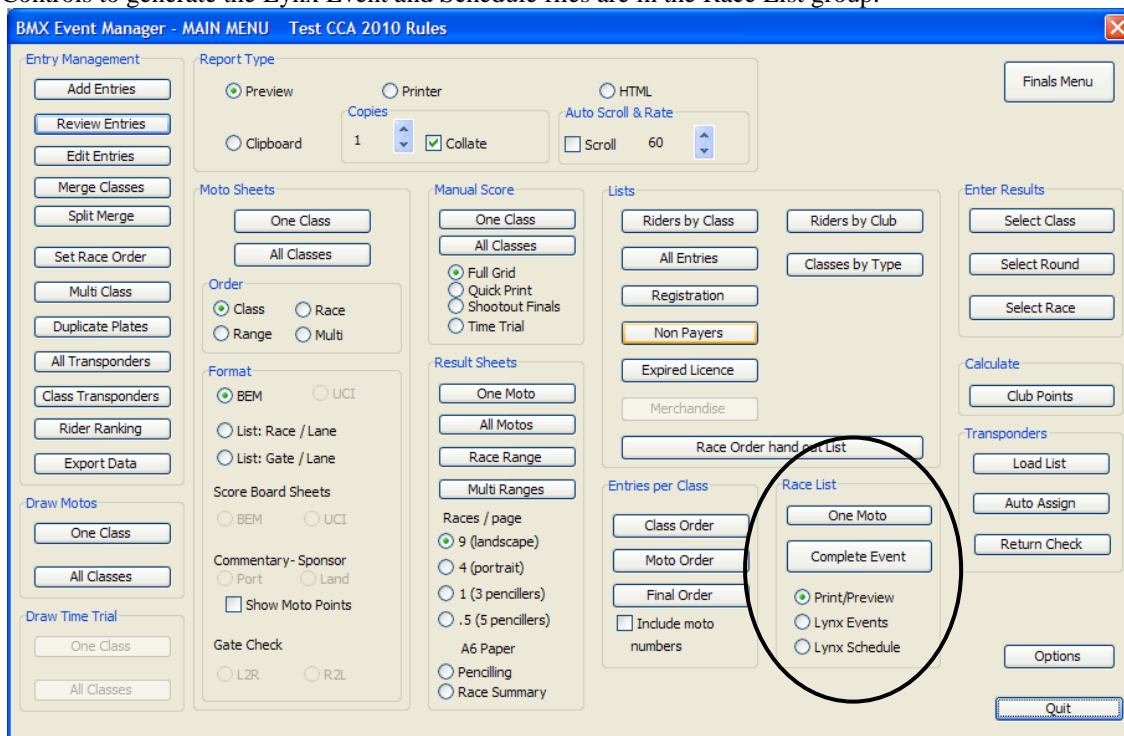 Controls to generate the Lynx Event and Schedule files are in the Race List group.
BMX Event Manager - MAIN MENU Test CCA 2010 Rules
Entry Management
Add Entries
Review Entries
Edit Entries
Merge Classes
Split Merge
Set Race Order
Multi Class
Duplicate Plates
All Transponders
Class Transponders
Rider Ranking
Export Data
Draw Motos
One Class
All Classes
Draw Time Trial
One Class
All Classes
Report Type
Preview
Printer
HTML
Clipboard
Copies
1
Collate
Auto Scroll & Rate
Scroll
60
Finals Menu
Moto Sheets
One Class
All Classes
Order
Class
Race
Range
Multi
Format
BEM
UCI
List: Race / Lane
List: Gate / Lane
Score Board Sheets
BEM
UCI
Commentary- Sponsor
Port
Land
Show Moto Points
Gate Check
L2R
R2L
Manual Score
One Class
All Classes
Full Grid
Quick Print
Shootout Finals
Time Trial
Result Sheets
One Moto
All Motos
Race Range
Multi Ranges
Races / page
9 (landscape)
4 (portrait)
1 (3 pencillers)
.5 (5 pencillers)
A6 Paper
Pencilling
Race Summary
Lists
Riders by Class
Riders by Club
All Entries
Classes by Type
Registration
Non Payers
Expired Licence
Merchandise
Race Order hand out List
Entries per Class
Class Order
Moto Order
Final Order
Include moto
numbers
Race List
One Moto
Complete Event
Print/Preview
Lynx Events
Lynx Schedule
Enter Results
Select Class
Select Round
Select Race
Calculate
Club Points
Transponders
Load List
Auto Assign
Return Check
Options
Quit